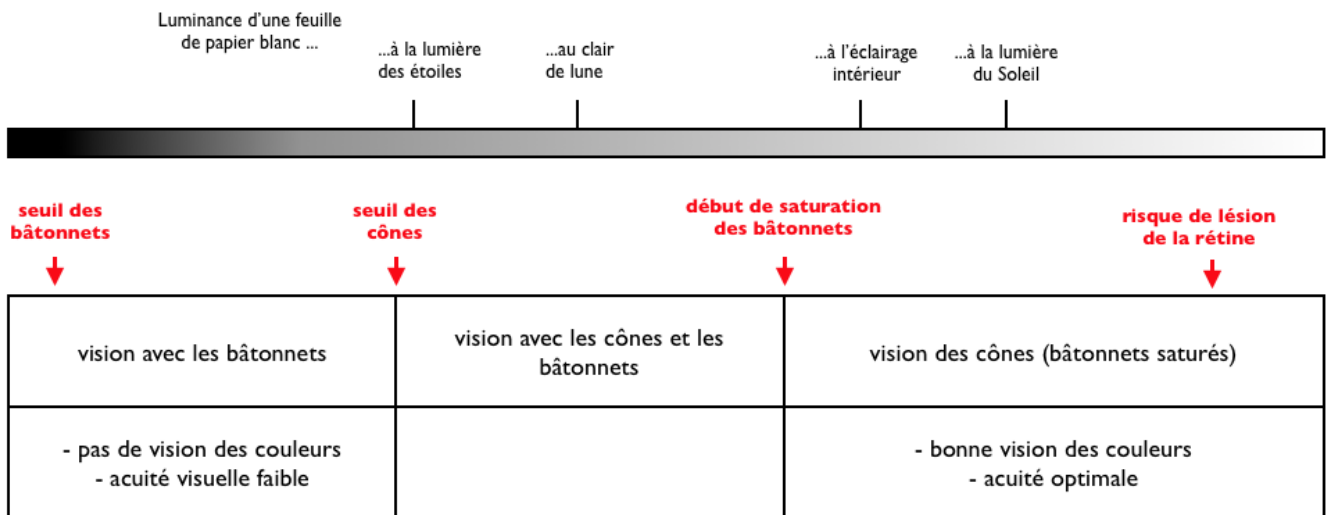 Luminance d'une feuille
de papier blanc ...
...à la lumière
des étoiles
...au clair
de lune
...à l'éclairage
intérieur
...à la lumière
du Soleil
seuil des
bâtonnets
seuil des
cônes
début de saturation
des bâtonnets
risque de lésion
de la rétine
vision avec les bâtonnets
vision avec les cônes et les
bâtonnets
vision des cônes (bâtonnets saturés)
- pas de vision des couleurs
- acuité visuelle faible
- bonne vision des couleurs
- acuité optimale